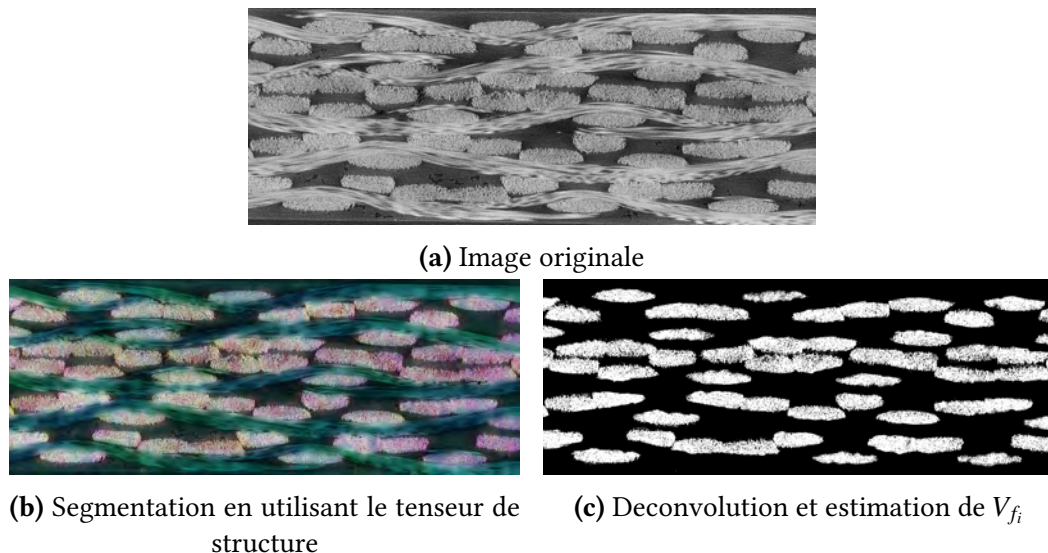 (a) Image originale
(b) Segmentation en utilisant le tenseur de
structure
(c) Deconvolution et estimation de V_{f_i}